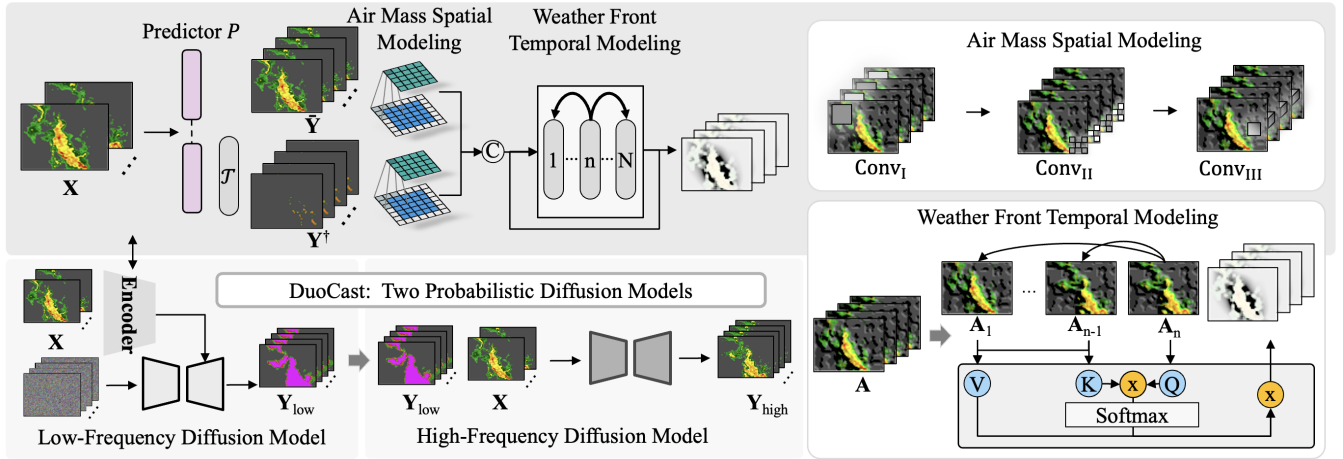 Predictor P
Air Mass Spatial
Modeling
Weather Front
Temporal Modeling
X
𝒯
Ȳ
Y†
C
1 ... n ... N
Air Mass Spatial Modeling
Conv_I
Conv_II
Conv_III
Weather Front Temporal Modeling
A
...
A_1
A_{n-1}
A_n
V
K
x
Q
x
Softmax
Encoder
DuoCast: Two Probabilistic Diffusion Models
X
Y_low
Low-Frequency Diffusion Model
Y_low
X
Y_high
High-Frequency Diffusion Model